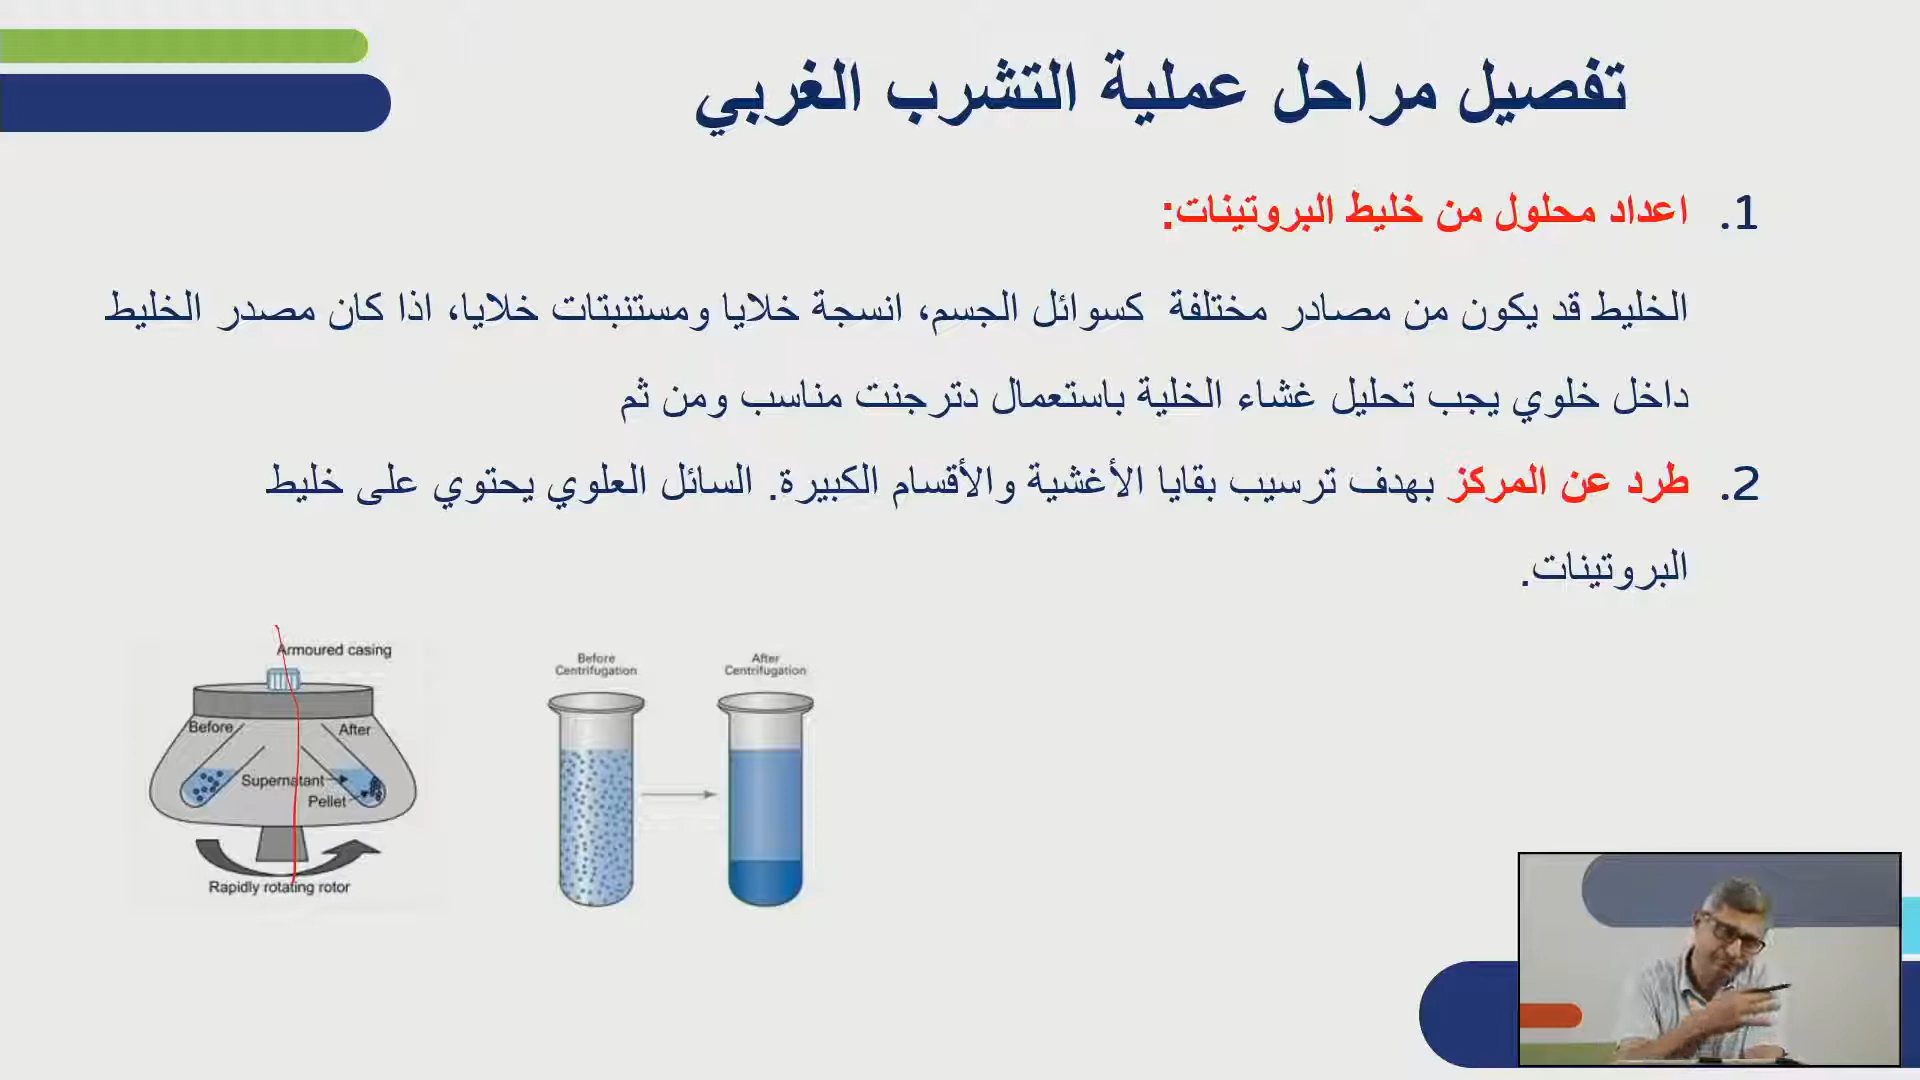 تفصيل مراحل عملية التشرب الغربي
1. اعداد محلول من خليط البروتينات:
الخليط قد يكون من مصادر مختلفة كسوائل الجسم، انسجة خلايا ومستنبتات خلايا، اذا كان مصدر الخليط
داخل خلوي يجب تحليل غشاء الخلية باستعمال دترجنت مناسب ومن ثم
2. طرد عن المركز بهدف ترسيب بقايا الأغشية والأقسام الكبيرة. السائل العلوي يحتوي على خليط
البروتينات.
Armoured casing
Before
After
Supernatant
Pellet
Rapidly rotating rotor
Before
Centrifugation
After
Centrifugation